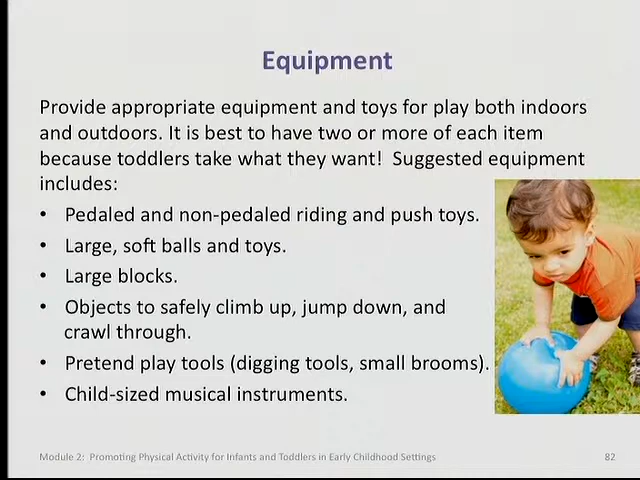 Equipment
Provide appropriate equipment and toys for play both indoors
and outdoors. It is best to have two or more of each item
because toddlers take what they want!  Suggested equipment
includes:
• Pedaled and non-pedaled riding and push toys.
• Large, soft balls and toys.
• Large blocks.
• Objects to safely climb up, jump down, and
crawl through.
• Pretend play tools (digging tools, small brooms).
• Child-sized musical instruments.
Module 2:  Promoting Physical Activity for Infants and Toddlers in Early Childhood Settings 82